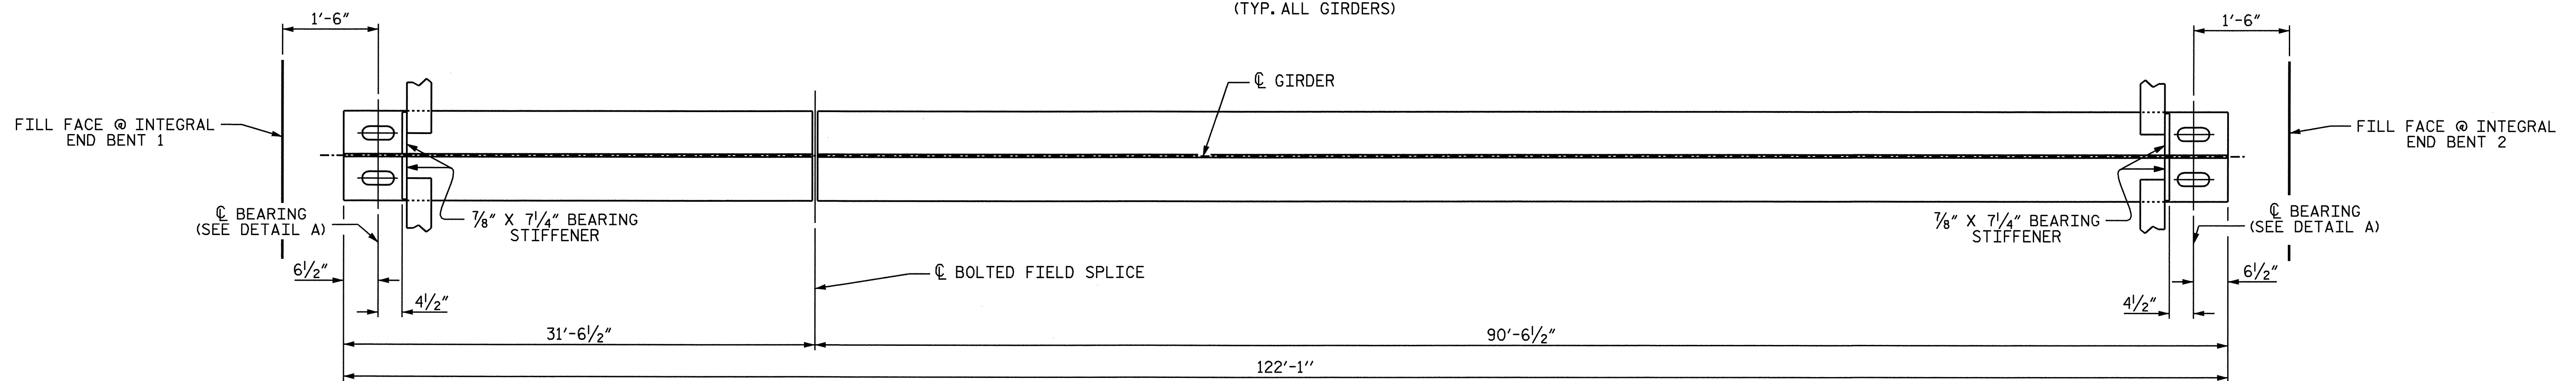 (TYP. ALL GIRDERS)
1'-6"
1'-6"
℄ GIRDER
FILL FACE @ INTEGRAL
END BENT 1
FILL FACE @ INTEGRAL
END BENT 2
℄ BEARING
(SEE DETAIL A)
7/8" X 7 1/4" BEARING
STIFFENER
7/8" X 7 1/4" BEARING
STIFFENER
℄ BEARING
(SEE DETAIL A)
6 1/2"
℄ BOLTED FIELD SPLICE
6 1/2"
4 1/2"
4 1/2"
31'-6 1/2"
90'-6 1/2"
122'-1''